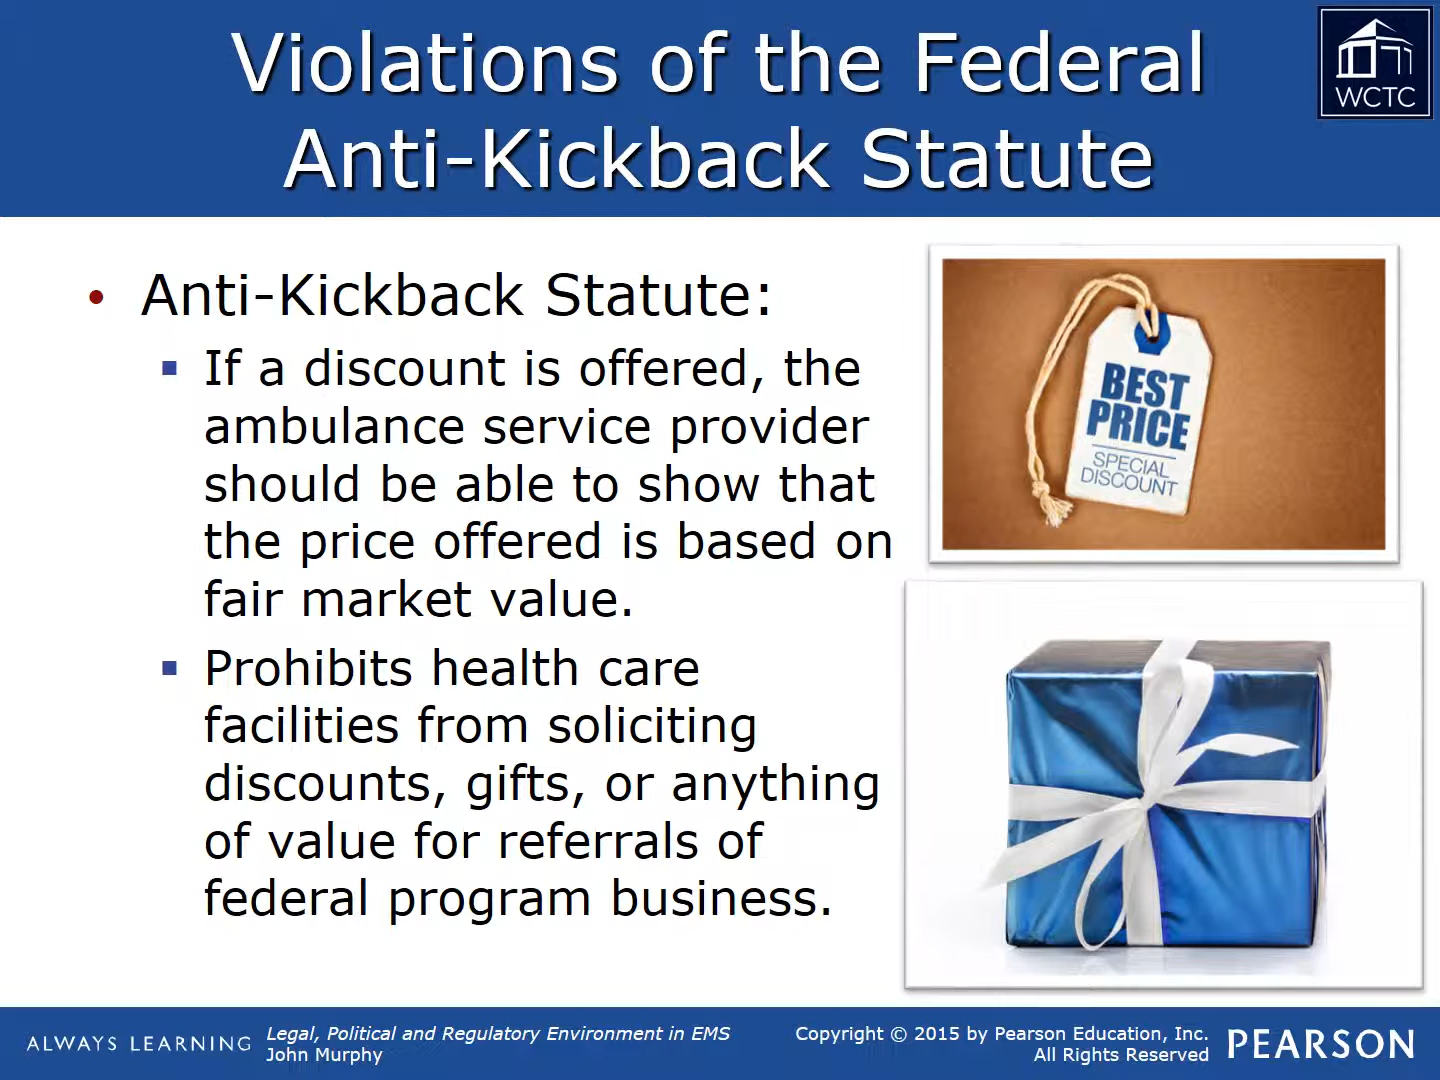 Violations of the Federal
Anti-Kickback Statute
WCTC
• Anti-Kickback Statute:
▪ If a discount is offered, the
ambulance service provider
should be able to show that
the price offered is based on
fair market value.
▪ Prohibits health care
facilities from soliciting
discounts, gifts, or anything
of value for referrals of
federal program business.
BEST
PRICE
SPECIAL
DISCOUNT
ALWAYS LEARNING
Legal, Political and Regulatory Environment in EMS
John Murphy
Copyright © 2015 by Pearson Education, Inc.
All Rights Reserved
PEARSON